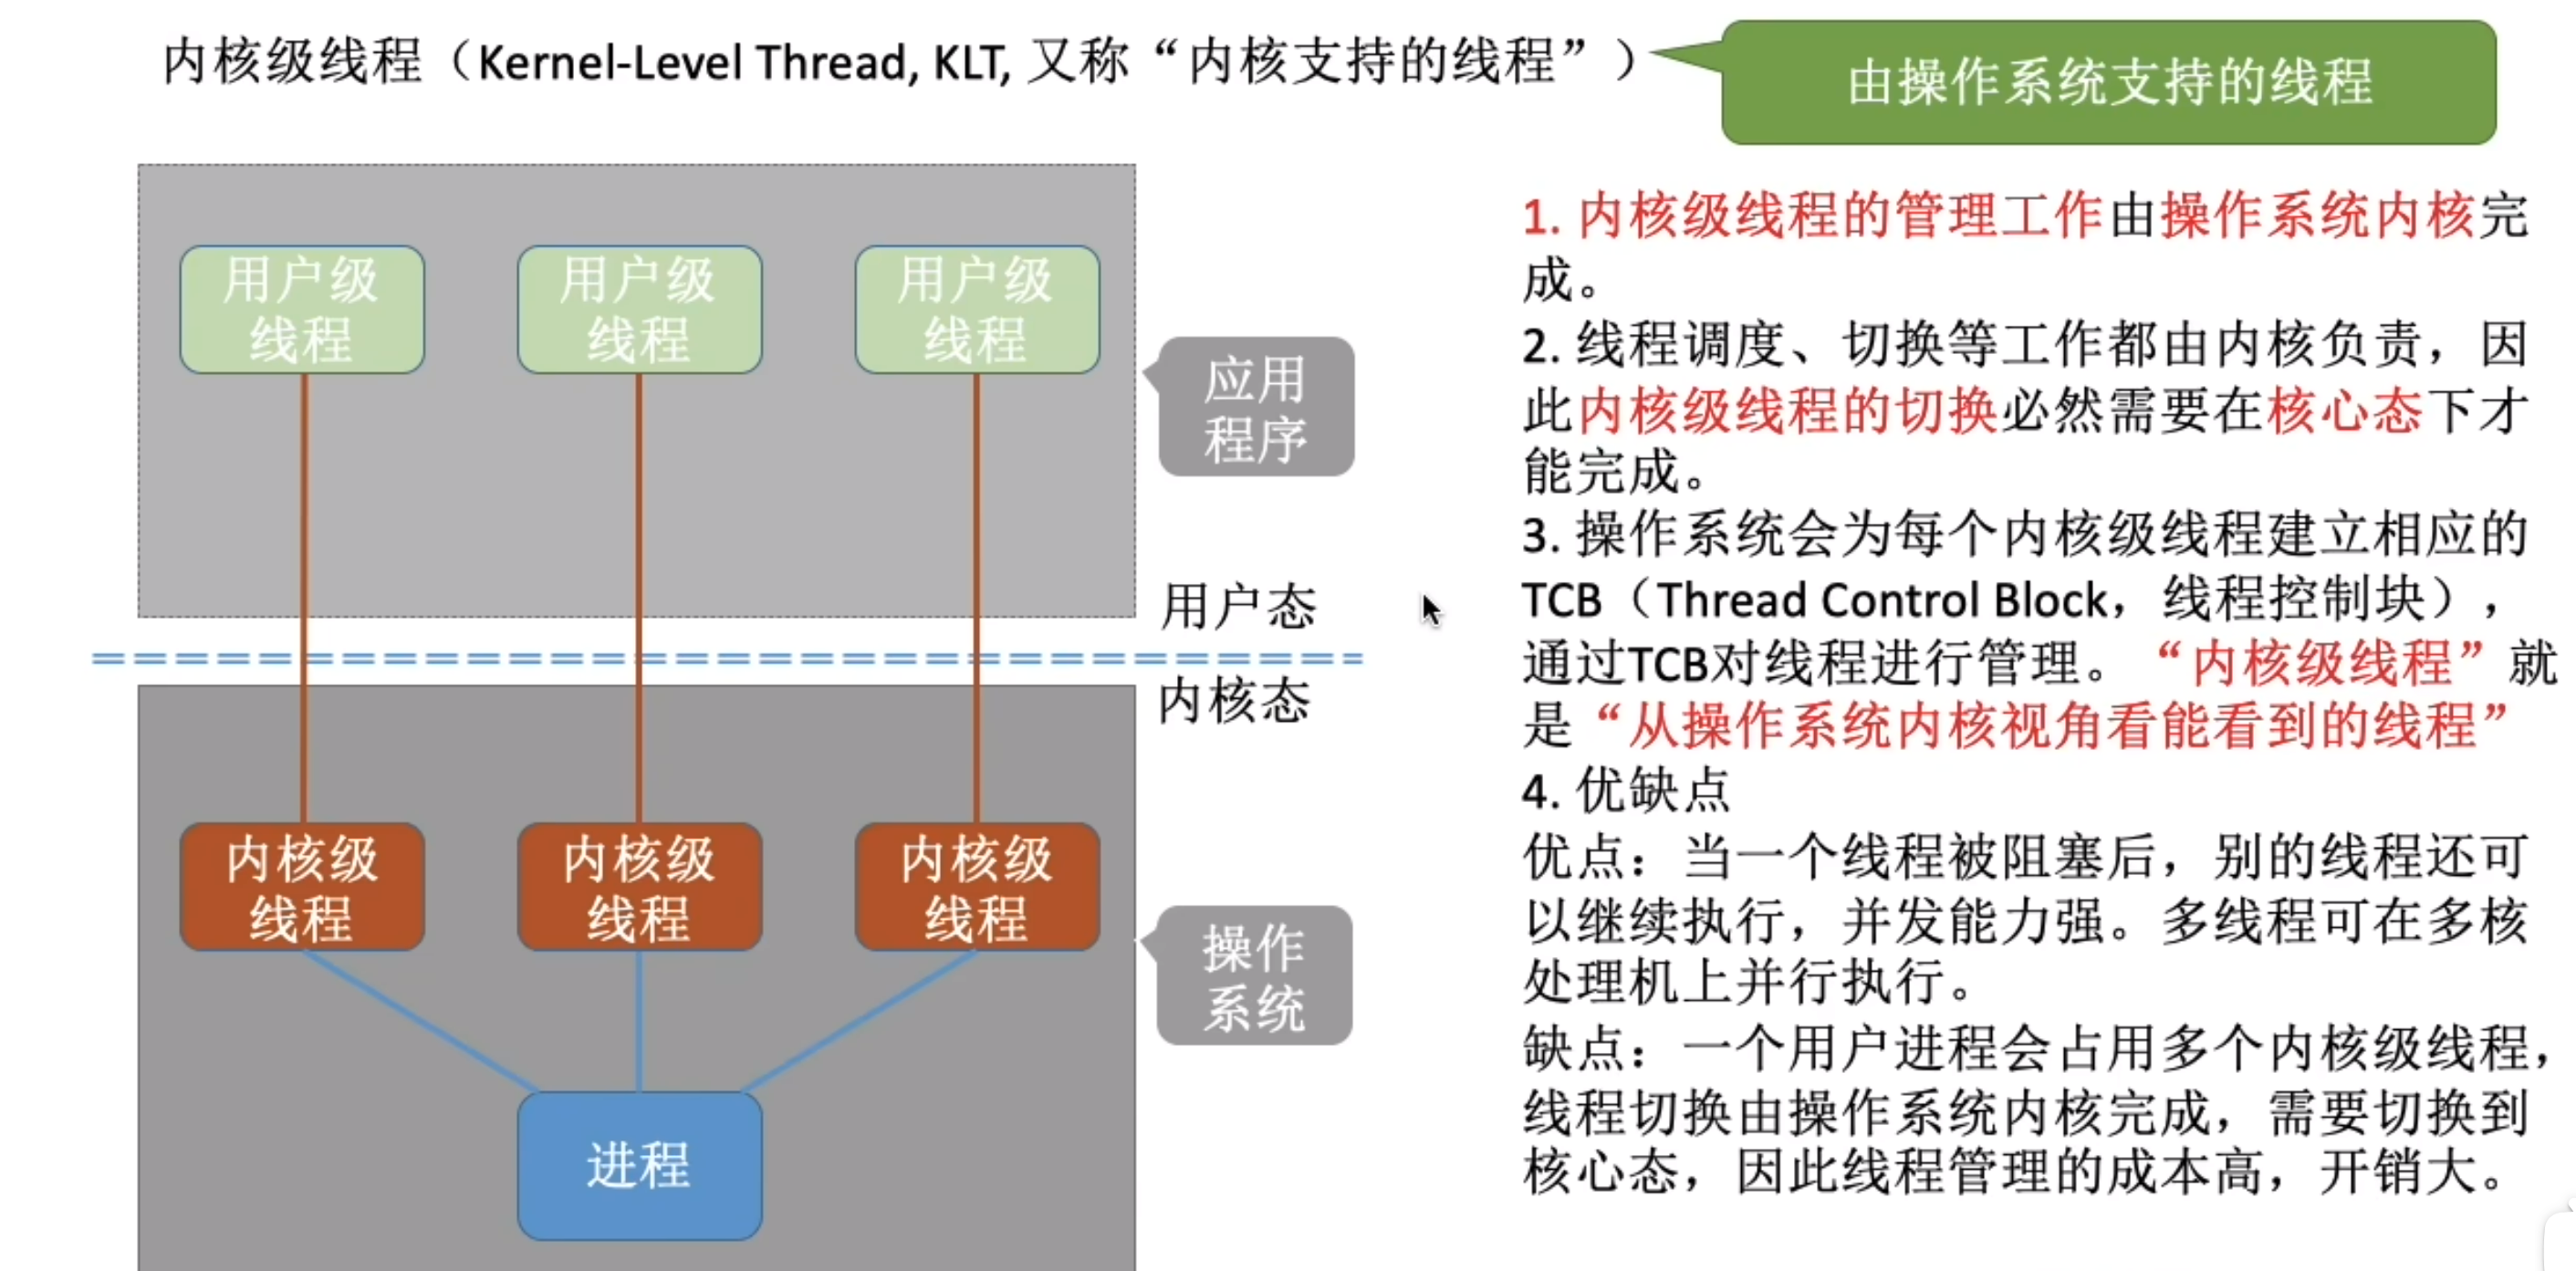 内核级线程（Kernel-Level Thread, KLT, 又称“内核支持的线程”）
由操作系统支持的线程
用户级
线程
用户级
线程
用户级
线程
应用
程序
用户态
内核态
内核级
线程
内核级
线程
内核级
线程
操作
系统
进程
1. 内核级线程的管理工作由操作系统内核完
成。
2. 线程调度、切换等工作都由内核负责，因
此内核级线程的切换必然需要在核心态下才
能完成。
3. 操作系统会为每个内核级线程建立相应的
TCB（Thread Control Block，线程控制块），
通过TCB对线程进行管理。“内核级线程”就
是“从操作系统内核视角看能看到的线程”
4. 优缺点
优点：当一个线程被阻塞后，别的线程还可
以继续执行，并发能力强。多线程可在多核
处理机上并行执行。
缺点：一个用户进程会占用多个内核级线程，
线程切换由操作系统内核完成，需要切换到
核心态，因此线程管理的成本高，开销大。